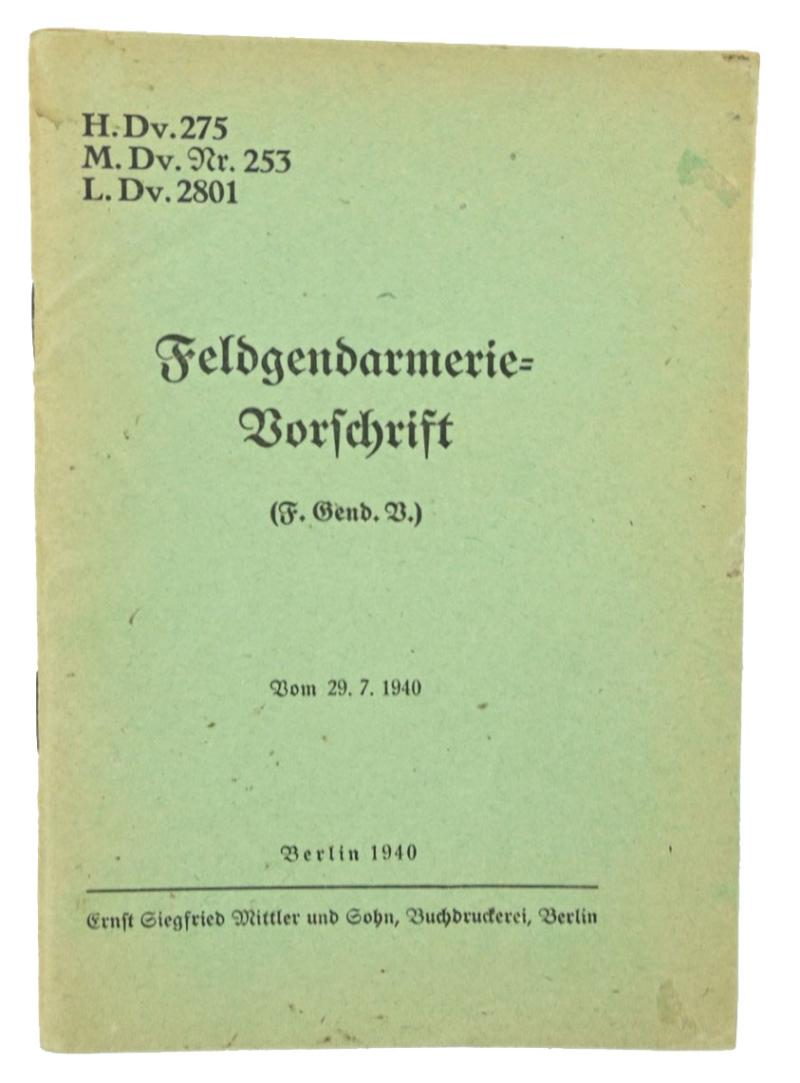 H. Dv. 275
M. Dv. Nr. 253
L. Dv. 2801
Feldgendarmerie-
Vorschrift
(F. Gend. V.)
Vom 29. 7. 1940
Berlin 1940
Ernst Siegfried Mittler und Sohn, Buchdruckerei, Berlin